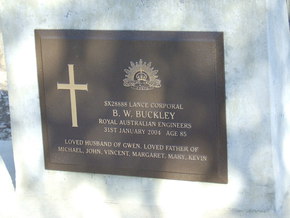 SX28888 LANCE CORPORAL
B. W. BUCKLEY
ROYAL AUSTRALIAN ENGINEERS
31ST JANUARY 2004 AGE 85
LOVED HUSBAND OF GWEN. LOVED FATHER OF
MICHAEL, JOHN, VINCENT, MARGARET, MARY, KEVIN